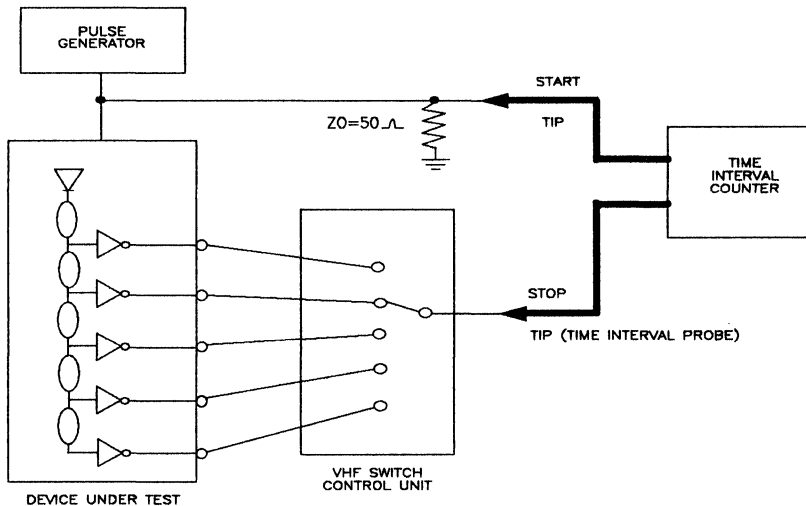 PULSE
GENERATOR
START
TIP
ZO=50
TIME
INTERVAL
COUNTER
STOP
TIP (TIME INTERVAL PROBE)
VHF SWITCH
CONTROL UNIT
DEVICE UNDER TEST